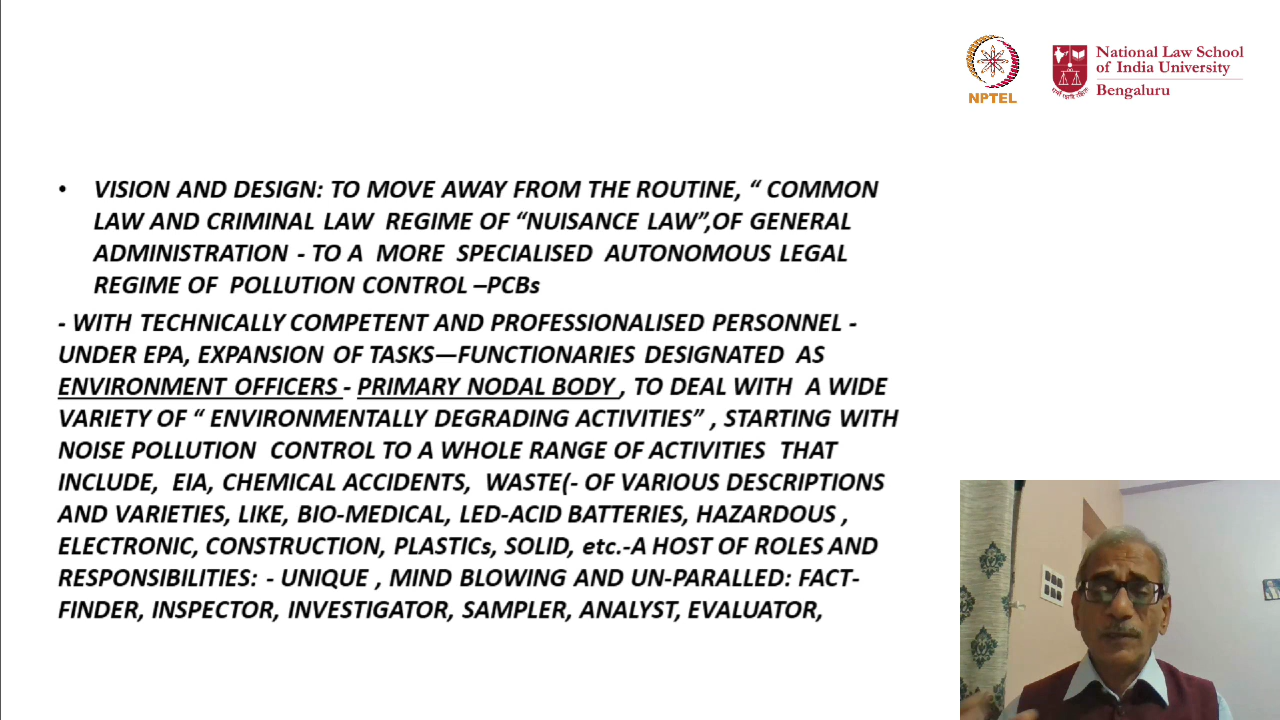 NPTEL
National Law School
of India University
Bengaluru
• VISION AND DESIGN: TO MOVE AWAY FROM THE ROUTINE, “ COMMON
LAW AND CRIMINAL LAW REGIME OF “NUISANCE LAW”,OF GENERAL
ADMINISTRATION - TO A MORE SPECIALISED AUTONOMOUS LEGAL
REGIME OF POLLUTION CONTROL –PCBs
- WITH TECHNICALLY COMPETENT AND PROFESSIONALISED PERSONNEL -
UNDER EPA, EXPANSION OF TASKS—FUNCTIONARIES DESIGNATED AS
ENVIRONMENT OFFICERS - PRIMARY NODAL BODY , TO DEAL WITH A WIDE
VARIETY OF “ ENVIRONMENTALLY DEGRADING ACTIVITIES” , STARTING WITH
NOISE POLLUTION CONTROL TO A WHOLE RANGE OF ACTIVITIES THAT
INCLUDE, EIA, CHEMICAL ACCIDENTS, WASTE(- OF VARIOUS DESCRIPTIONS
AND VARIETIES, LIKE, BIO-MEDICAL, LED-ACID BATTERIES, HAZARDOUS ,
ELECTRONIC, CONSTRUCTION, PLASTICs, SOLID, etc.-A HOST OF ROLES AND
RESPONSIBILITIES: - UNIQUE , MIND BLOWING AND UN-PARALLED: FACT-
FINDER, INSPECTOR, INVESTIGATOR, SAMPLER, ANALYST, EVALUATOR,